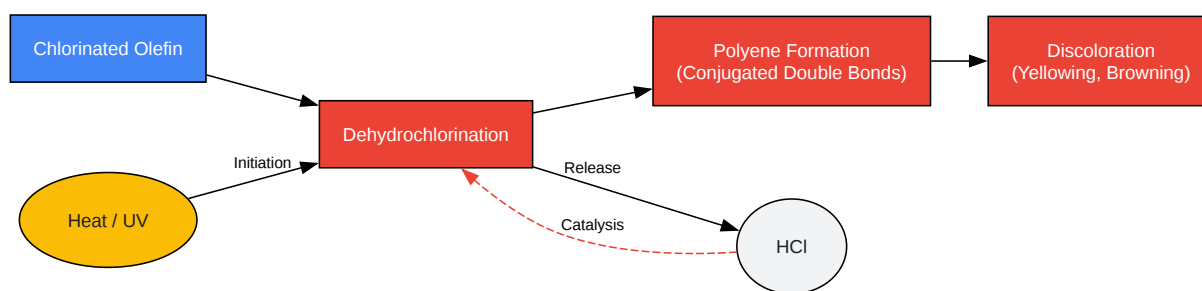 Chlorinated Olefin
Polyene Formation
(Conjugated Double Bonds)
Discoloration
(Yellowing, Browning)
Dehydrochlorination
Initiation
Release
Heat / UV
Catalysis
HCl